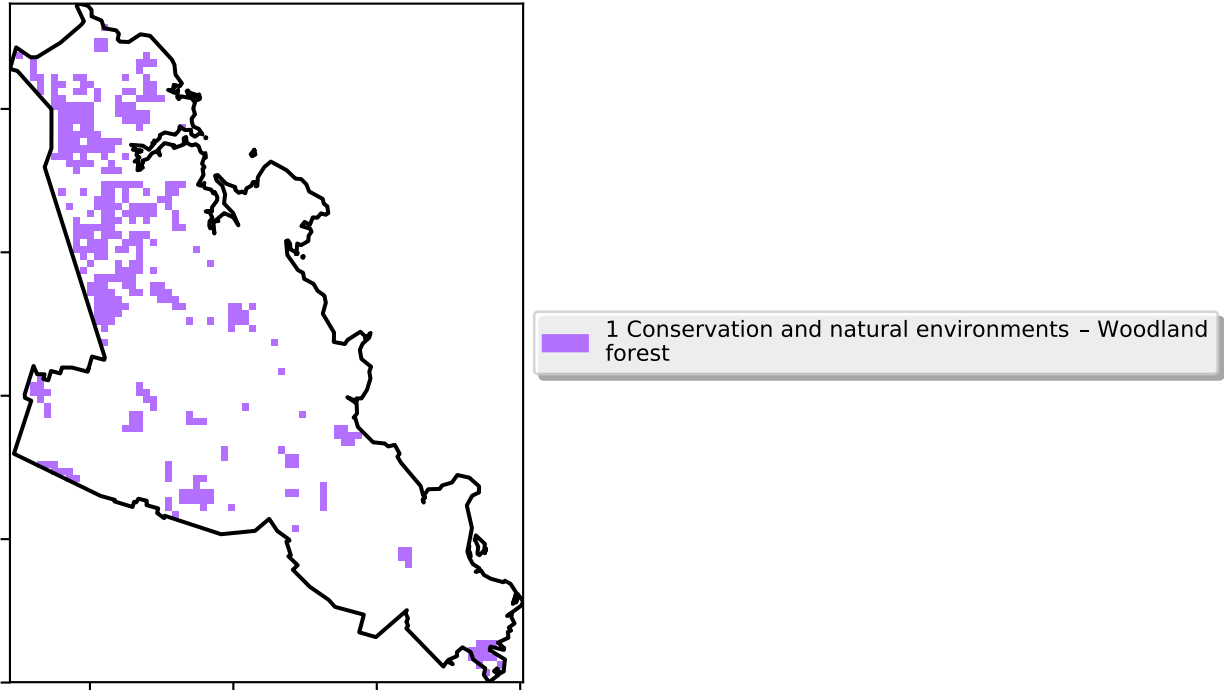 1 Conservation and natural environments – Woodland
forest